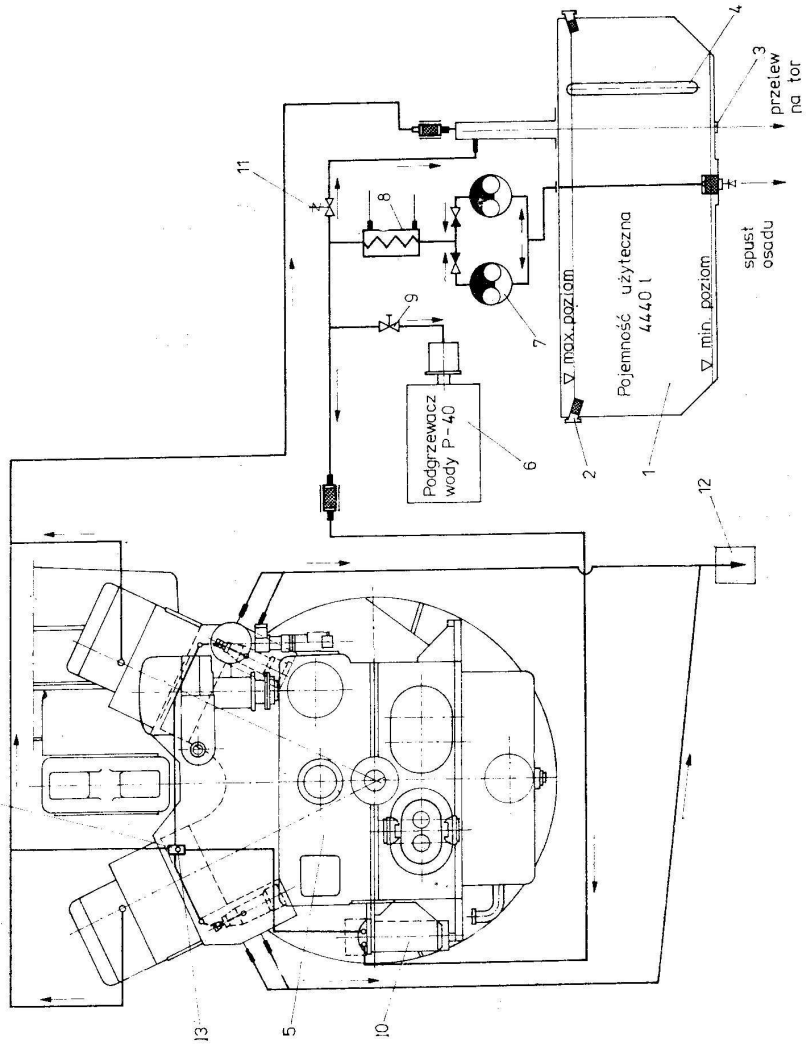 11
8
4
3
przelew
na tor
spust
osadu
max. poziom
min. poziom
Pojemność użyteczna
4440 l
7
9
Podgrzewacz
wody P-40
6
2
1
12
13
5
10